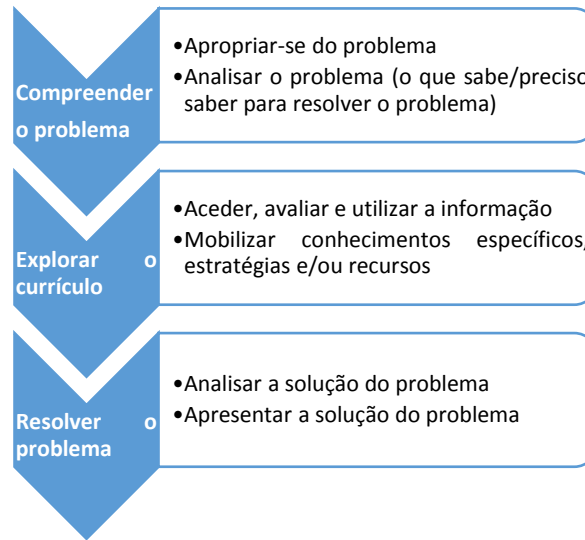 Compreender
o problema
•Apropriar-se do problema
•Analisar o problema (o que sabe/preciso
saber para resolver o problema)
Explorar o
currículo
•Aceder, avaliar e utilizar a informação
•Mobilizar conhecimentos específicos,
estratégias e/ou recursos
Resolver o
problema
•Analisar a solução do problema
•Apresentar a solução do problema